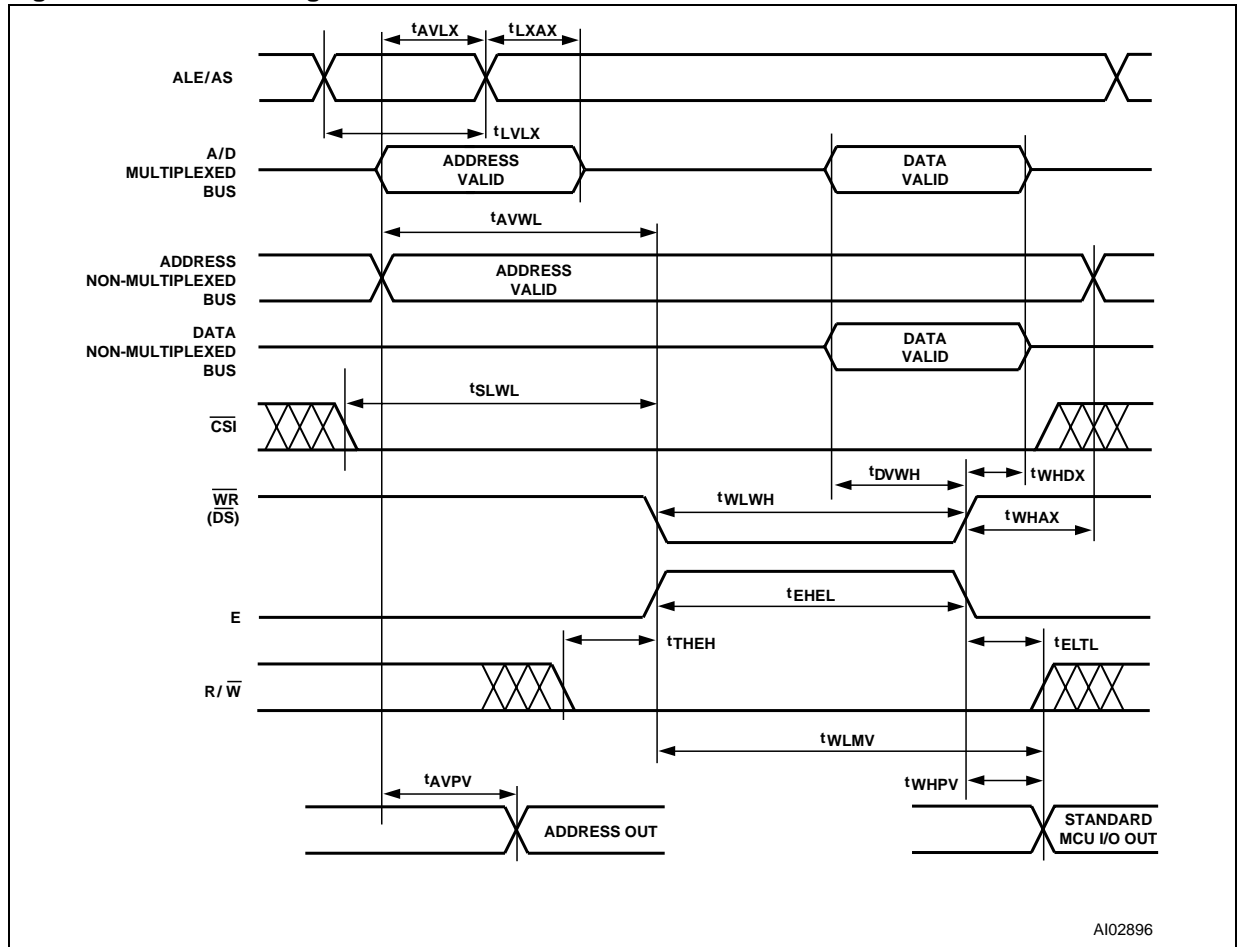 tAVLX
tLXAX
ALE/AS
tLVLX
A/D
MULTIPLEXED
BUS
ADDRESS
VALID
DATA
VALID
tAVWL
ADDRESS
NON-MULTIPLEXED
BUS
ADDRESS
VALID
DATA
NON-MULTIPLEXED
BUS
DATA
VALID
tSLWL
CSI
tDVWH
tWHDX
WR
(DS)
tWLWH
tWHAX
tEHEL
E
tTHEH
tELTL
R/W
tWLMV
tAVPV
tWHPV
ADDRESS OUT
STANDARD
MCU I/O OUT
AI02896